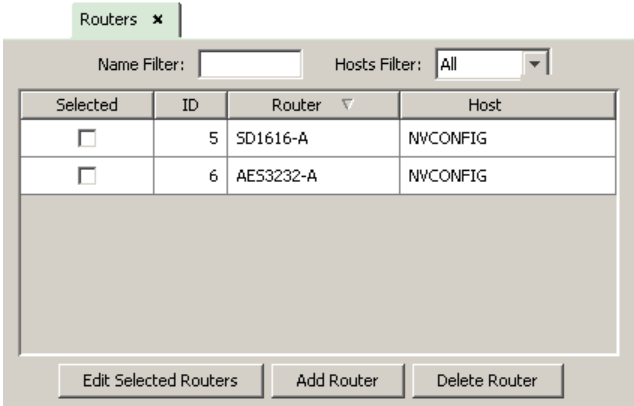 Routers ×
Name Filter: Hosts Filter: All
Selected ID Router Host
5 SD1616-A NVCONFIG
6 AES3232-A NVCONFIG
Edit Selected Routers Add Router Delete Router